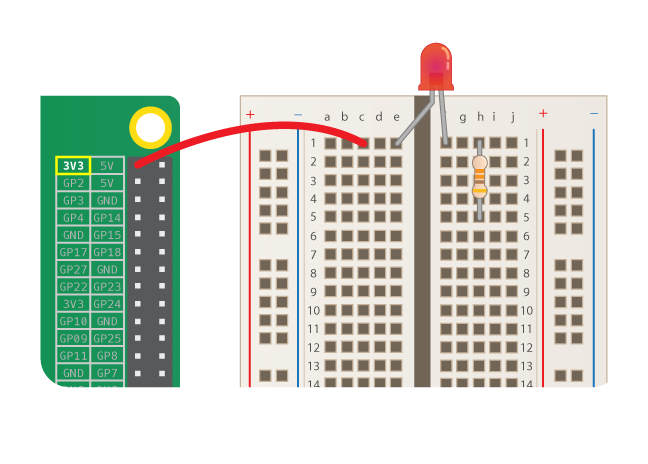 + − a b c d e g h i j + −
1 1
3V3 5V 2 2
GP2 5V 3 3
GP3 GND 4 4
GP4 GP14 5 5
GND GP15 6 6
GP17 GP18 7 7
GP27 GND 8 8
GP22 GP23 9 9
3V3 GP24 10 10
GP10 GND 11 11
GP09 GP25 12 12
GP11 GP8 13 13
GND GP7 14 14